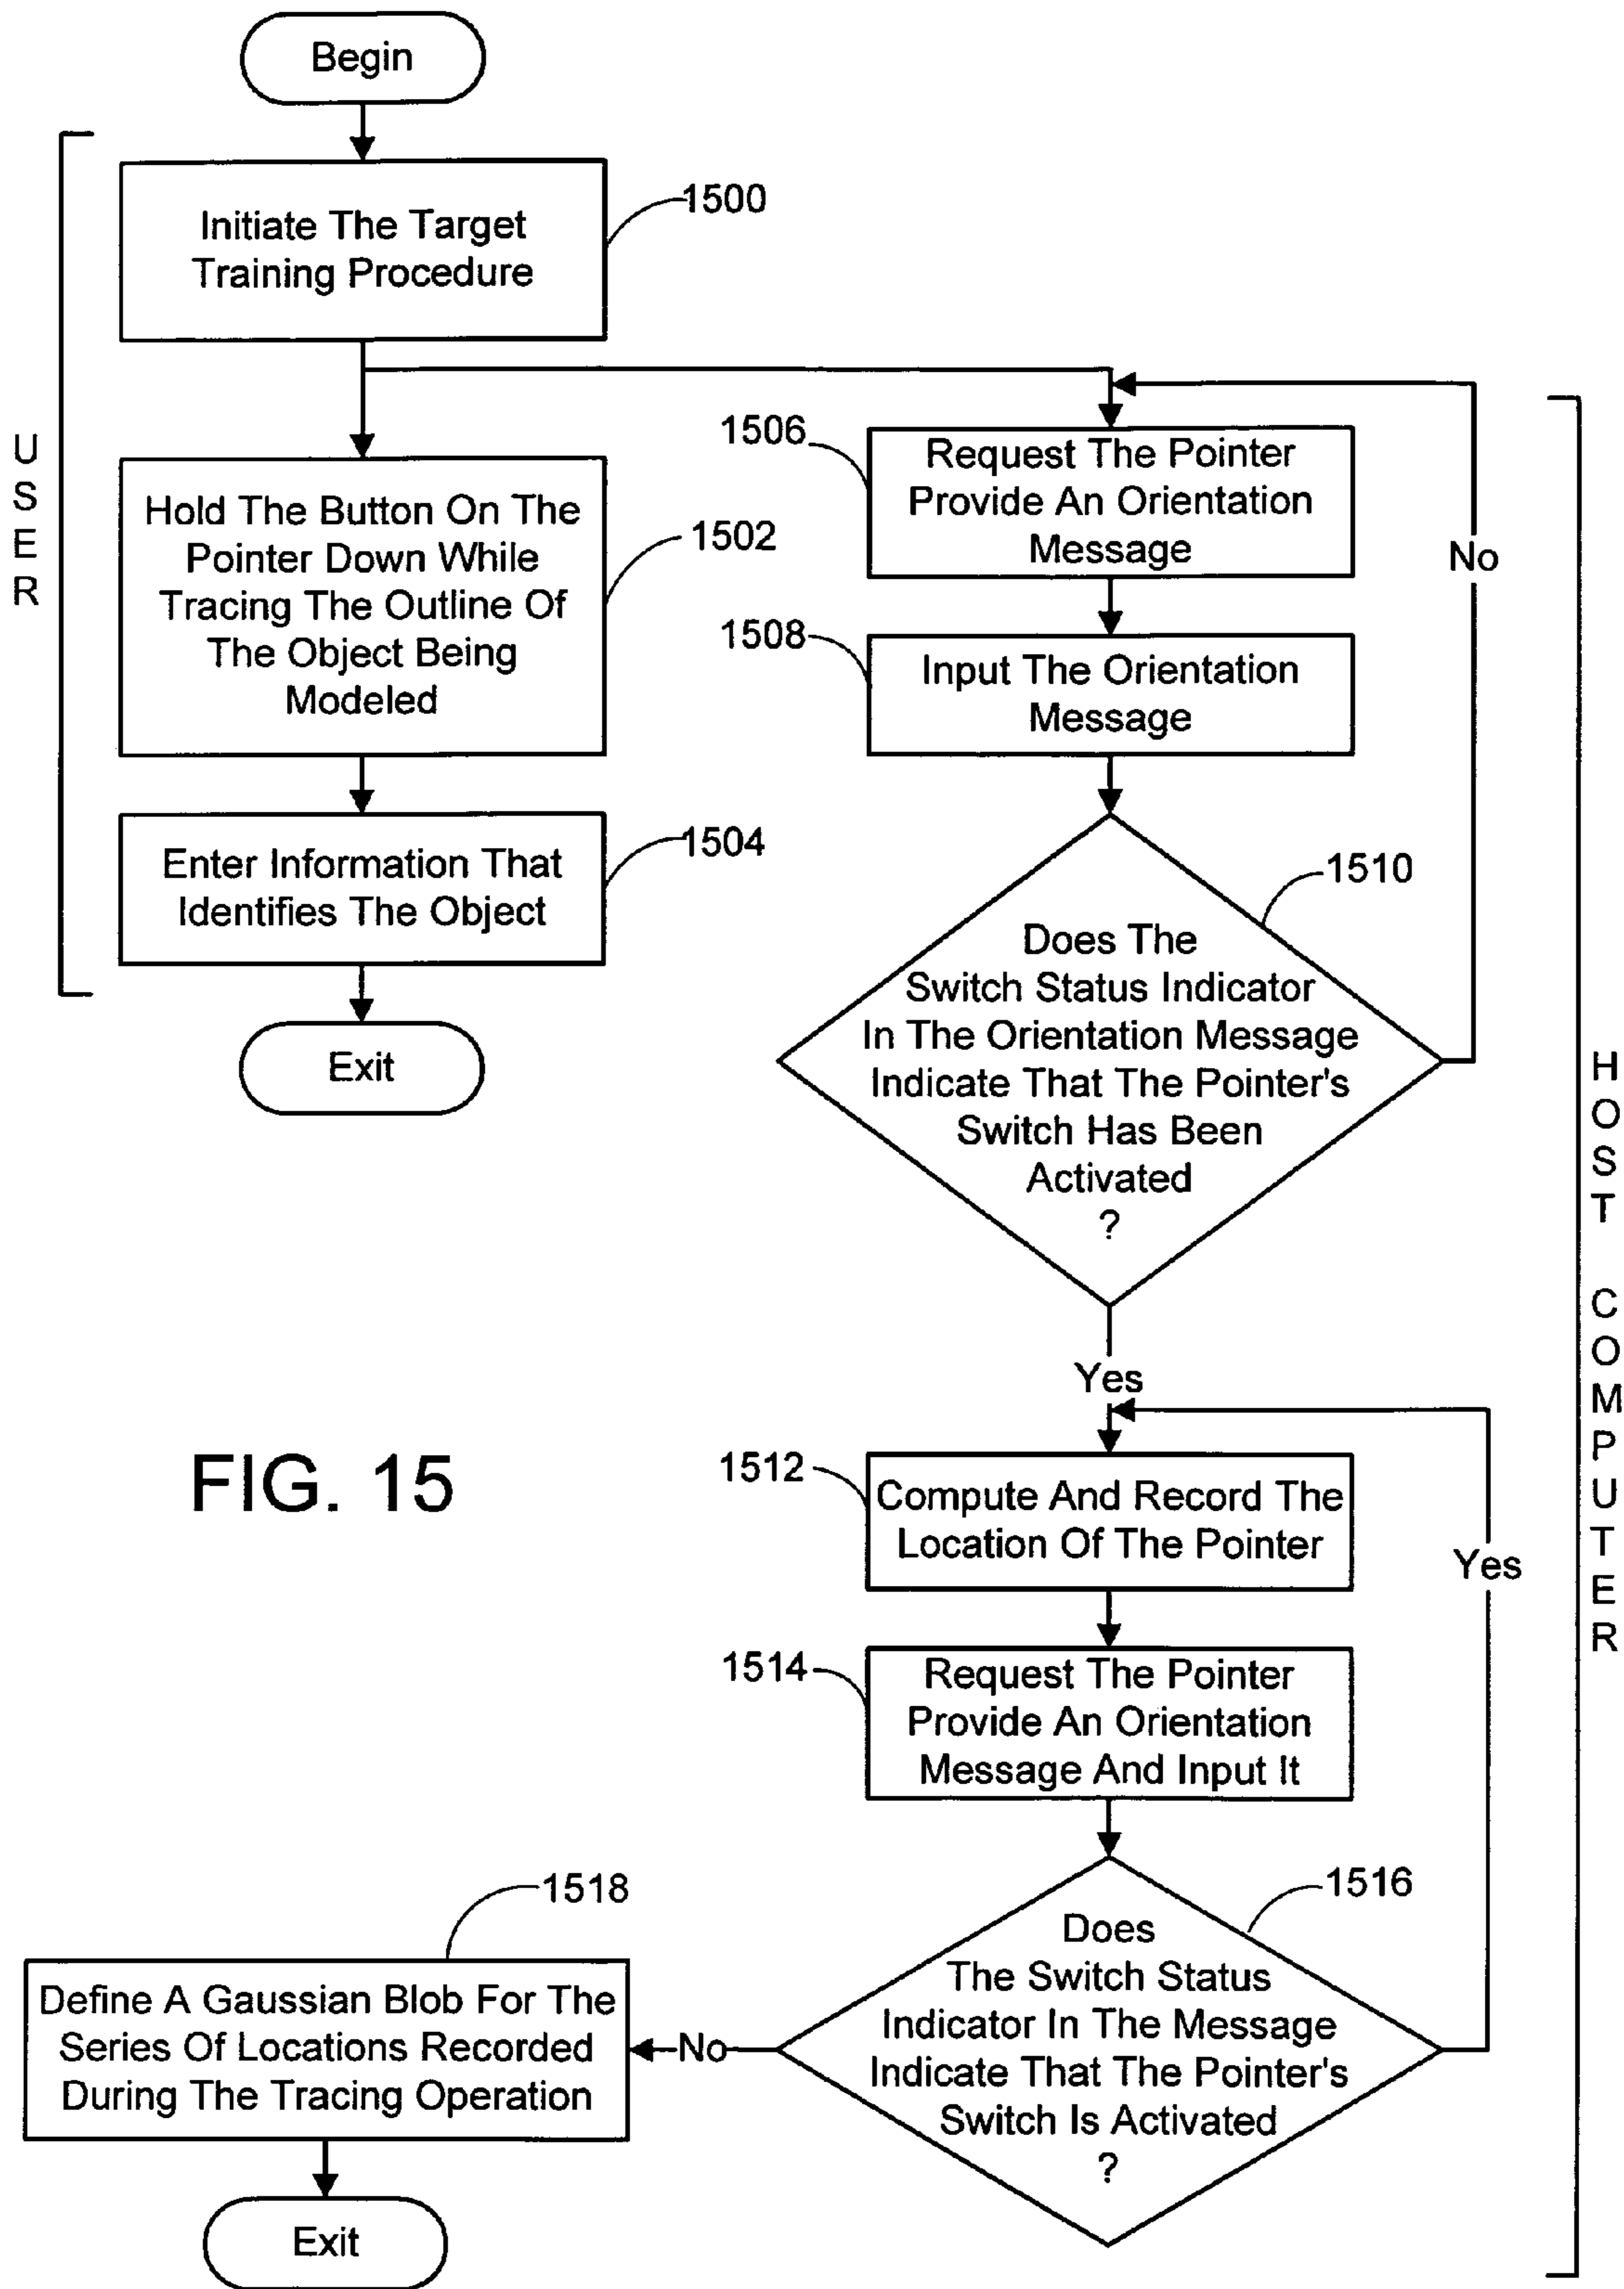 Begin
USER
1500
Initiate The Target
Training Procedure
1502
Hold The Button On The
Pointer Down While
Tracing The Outline Of
The Object Being
Modeled
1504
Enter Information That
Identifies The Object
Exit
HOST COMPUTER
1506
Request The Pointer
Provide An Orientation
Message
No
1508
Input The Orientation
Message
1510
Does The
Switch Status Indicator
In The Orientation Message
Indicate That The Pointer's
Switch Has Been
Activated
?
Yes
FIG. 15
1512
Compute And Record The
Location Of The Pointer
Yes
1514
Request The Pointer
Provide An Orientation
Message And Input It
1516
Does
The Switch Status
Indicator In The Message
Indicate That The Pointer's
Switch Is Activated
?
No
1518
Define A Gaussian Blob For The
Series Of Locations Recorded
During The Tracing Operation
Exit